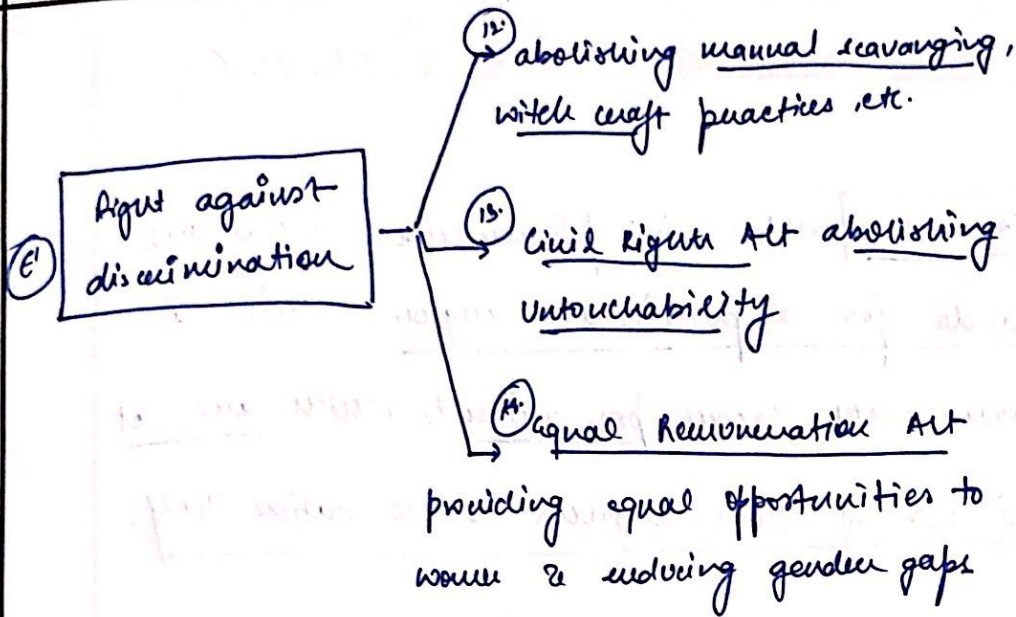 12. abolishing manual scavanging,
witch craft practices, etc.
E' Right against
discrimination
13. Civil Rights Act abolishing
Untouchability
14. Equal Remuneration Act
providing equal opportunities to
women & reducing gender gaps